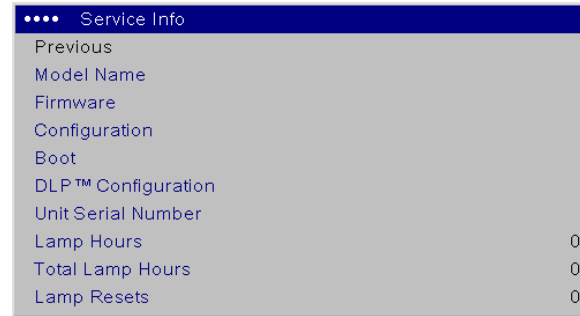 •••• Service Info
Previous
Model Name
Firmware
Configuration
Boot
DLP™ Configuration
Unit Serial Number
Lamp Hours 0
Total Lamp Hours 0
Lamp Resets 0